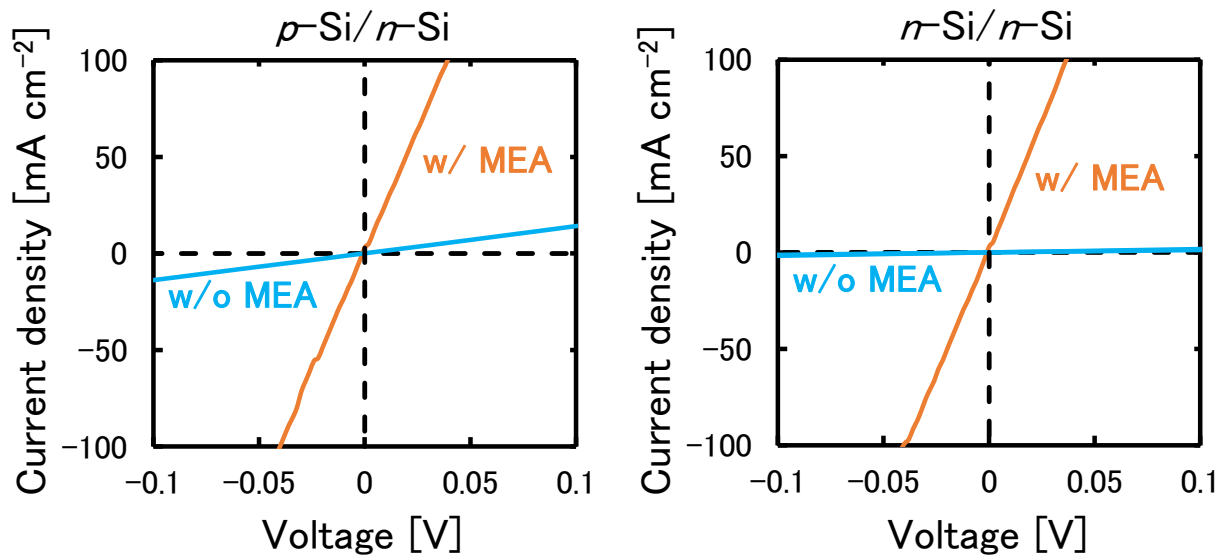 p-Si/n-Si
Current density [mA cm⁻²]
100
50
0
-50
-100
w/ MEA
w/o MEA
-0.1
-0.05
0
0.05
0.1
Voltage [V]
n-Si/n-Si
Current density [mA cm⁻²]
100
50
0
-50
-100
w/ MEA
w/o MEA
-0.1
-0.05
0
0.05
0.1
Voltage [V]